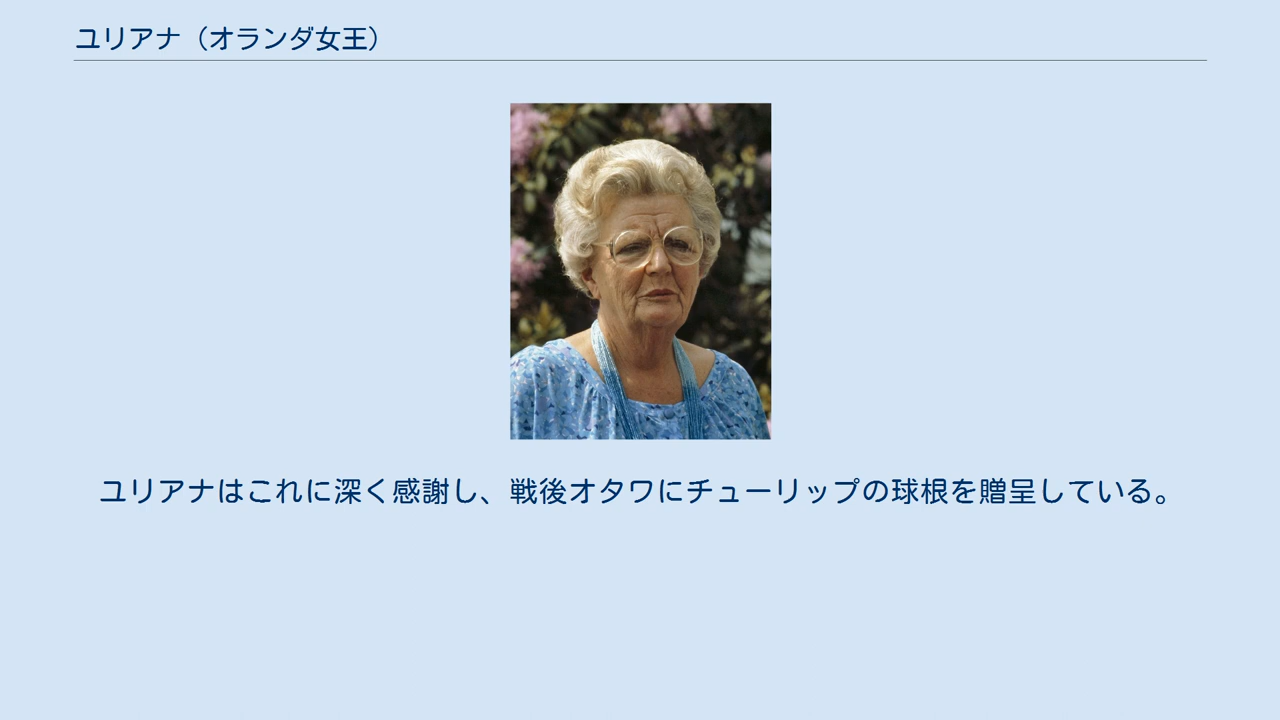 ユリアナ（オランダ女王）
ユリアナはこれに深く感謝し、戦後オタワにチューリップの球根を贈呈している。